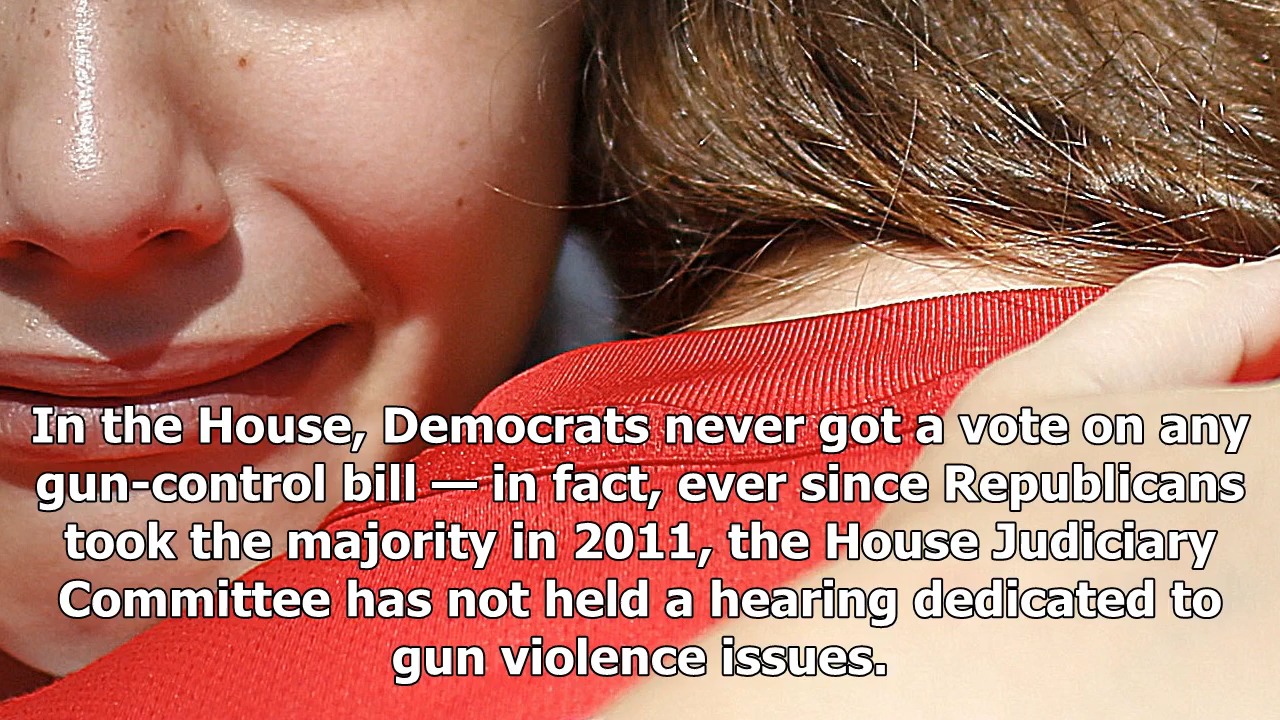 In the House, Democrats never got a vote on any
gun-control bill — in fact, ever since Republicans
took the majority in 2011, the House Judiciary
Committee has not held a hearing dedicated to
gun violence issues.